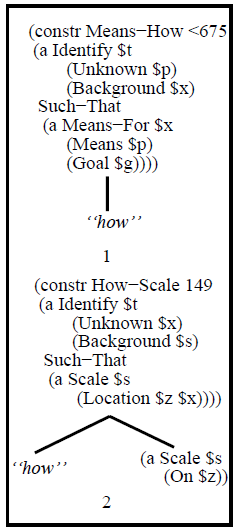 (constr Means−How <675
(a Identify $t
(Unknown $p)
(Background $x)
Such−That
(a Means−For $x
(Means $p)
(Goal $g))))
‘‘how’’
1
(constr How−Scale 149
(a Identify $t
(Unknown $x)
(Background $s)
Such−That
(a Scale $s
(Location $z $x))))
‘‘how’’
(a Scale $s
(On $z))
2